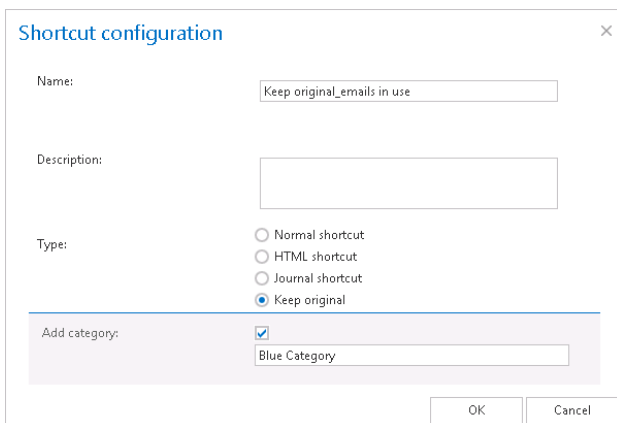 Shortcut configuration
Name:
Keep original_emails in use
Description:
Type:
Normal shortcut
HTML shortcut
Journal shortcut
Keep original
Add category:
Blue Category
OK
Cancel